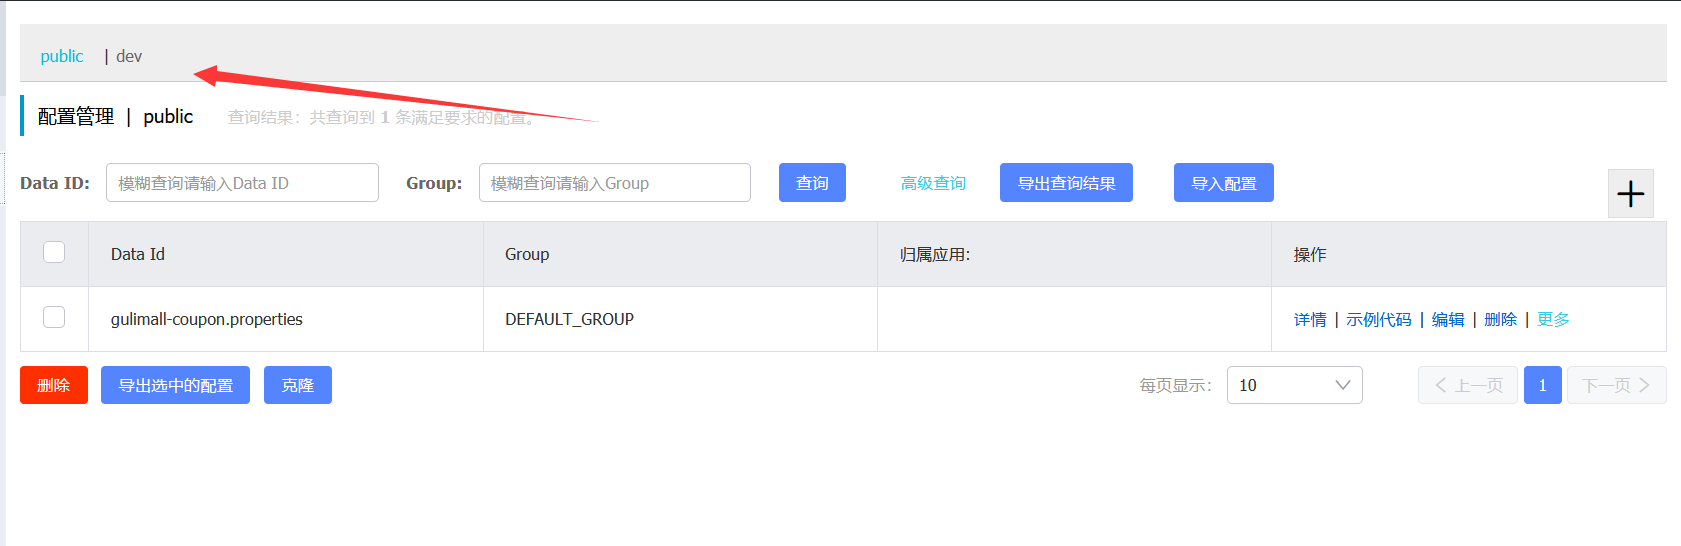 public | dev
配置管理 | public 查询结果：共查询到 1 条满足要求的配置。
Data ID: 模糊查询请输入Data ID Group: 模糊查询请输入Group 查询 高级查询 导出查询结果 导入配置
Data Id Group 归属应用: 操作
gulimall-coupon.properties DEFAULT_GROUP 详情 | 示例代码 | 编辑 | 删除 | 更多
删除 导出选中的配置 克隆 每页显示: 10 上一页 1 下一页